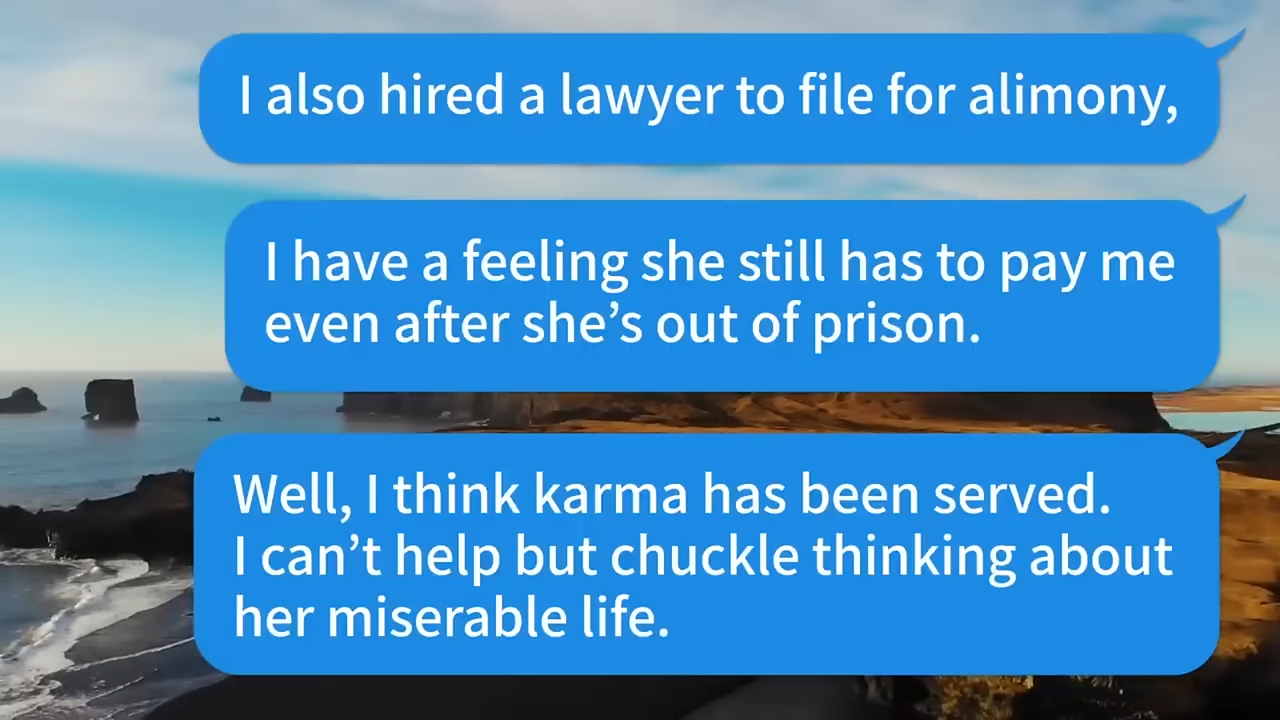 I also hired a lawyer to file for alimony,
I have a feeling she still has to pay me
even after she’s out of prison.
Well, I think karma has been served.
I can’t help but chuckle thinking about
her miserable life.